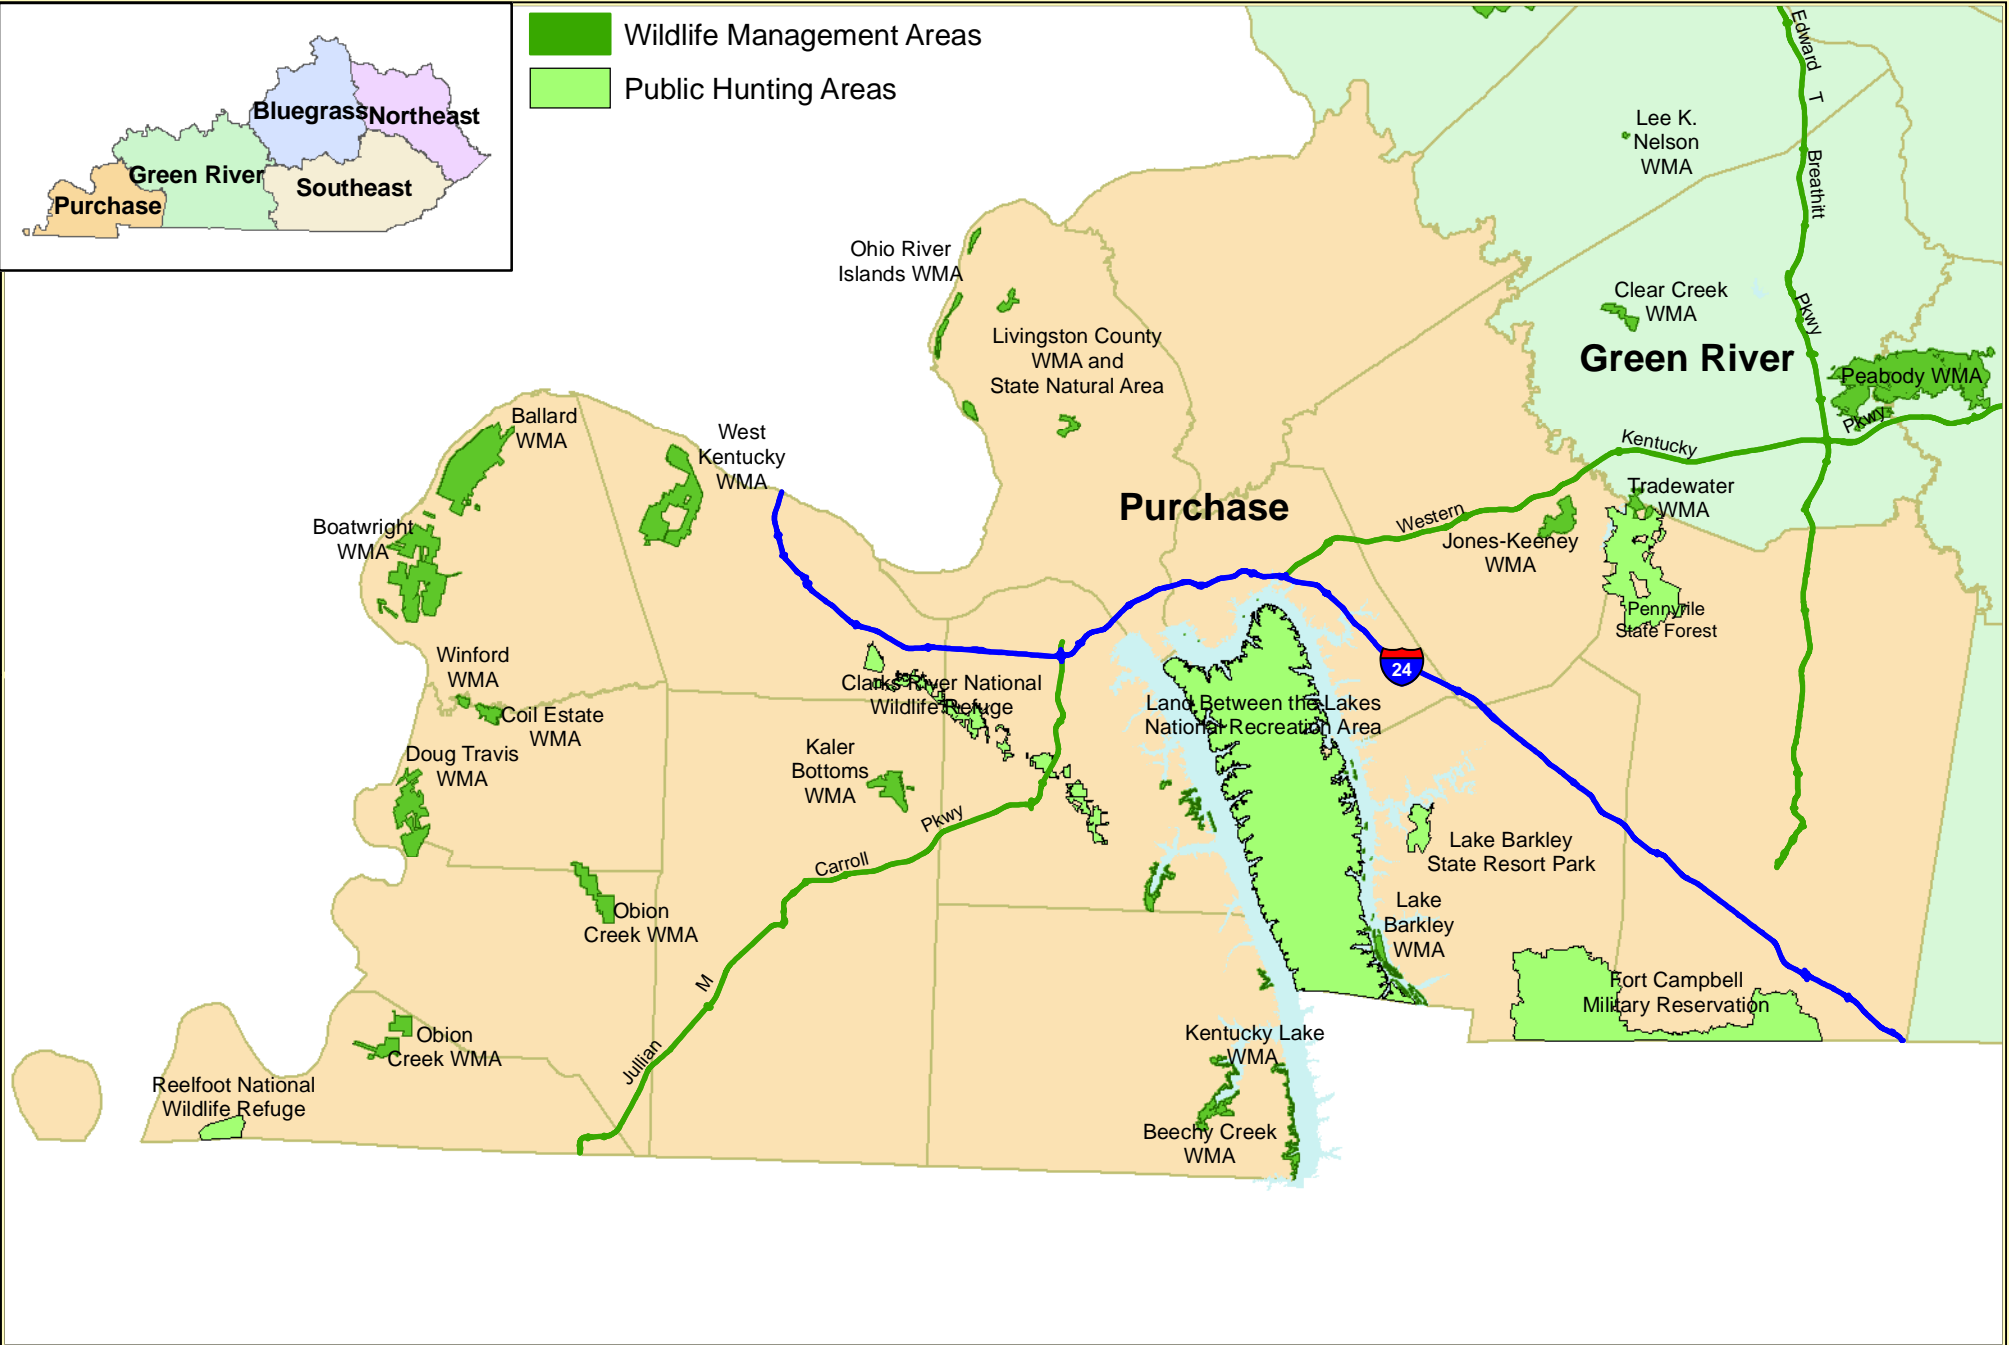 Wildlife Management Areas
Public Hunting Areas
Bluegrass
Northeast
Green River
Southeast
Purchase
Edward T Breathitt Pkwy
Lee K.
Nelson
WMA
Ohio River
Islands WMA
Clear Creek
WMA
Livingston County
WMA and
State Natural Area
Green River
Peabody WMA
Ballard
WMA
West
Kentucky
WMA
Western Kentucky Pkwy
Purchase
Tradewater
WMA
Boatwright
WMA
Jones-Keeney
WMA
Pennyrile
State Forest
Winford
WMA
24
Clarks River National
Wildlife Refuge
Land Between the Lakes
National Recreation Area
Coil Estate
WMA
Doug Travis
WMA
Kaler
Bottoms
WMA
Jullian M Carroll Pkwy
Lake Barkley
State Resort Park
Obion
Creek WMA
Lake
Barkley
WMA
Fort Campbell
Military Reservation
Obion
Creek WMA
Kentucky Lake
WMA
Reelfoot National
Wildlife Refuge
Beechy Creek
WMA